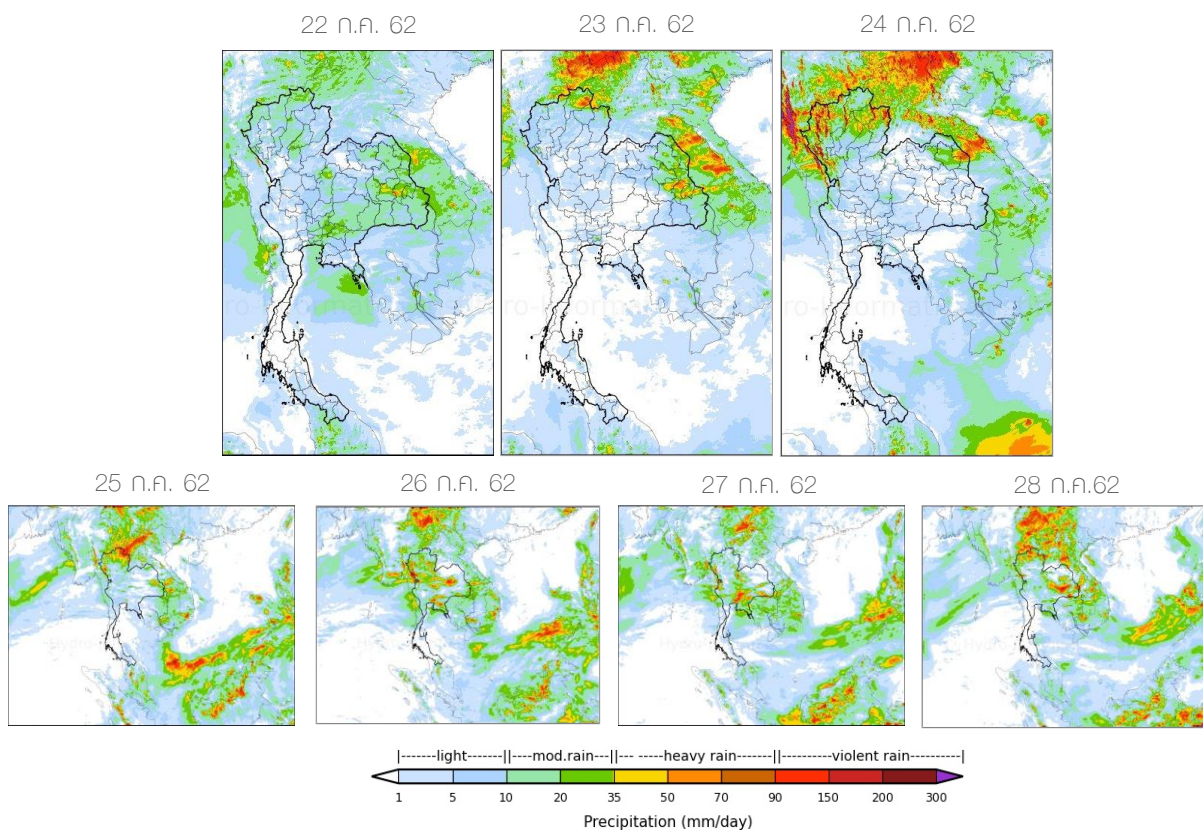 22 ก.ค. 62
23 ก.ค. 62
24 ก.ค. 62
25 ก.ค. 62
26 ก.ค. 62
27 ก.ค. 62
28 ก.ค.62
|-------light-------||---mod.rain----||--- -----heavy rain--------||----------violent rain-----------|
1 5 10 20 35 50 70 90 150 200 300
Precipitation (mm/day)